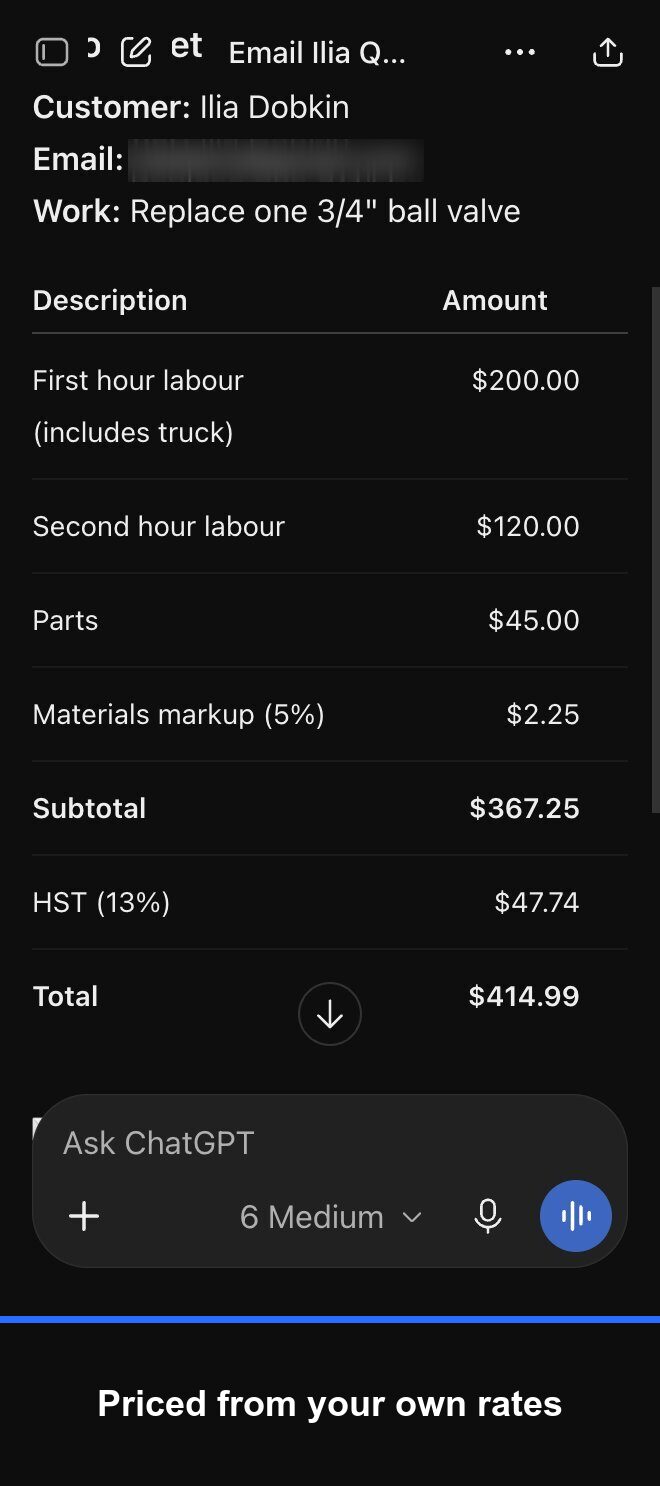 et Email Ilia Q...
Customer: Ilia Dobkin
Email:
Work: Replace one 3/4" ball valve
Description Amount
First hour labour $200.00
(includes truck)
Second hour labour $120.00
Parts $45.00
Materials markup (5%) $2.25
Subtotal $367.25
HST (13%) $47.74
Total $414.99
Ask ChatGPT
6 Medium
Priced from your own rates